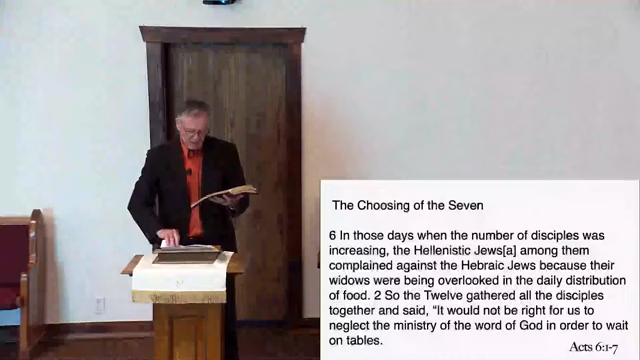 The Choosing of the Seven
6 In those days when the number of disciples was
increasing, the Hellenistic Jews[a] among them
complained against the Hebraic Jews because their
widows were being overlooked in the daily distribution
of food. 2 So the Twelve gathered all the disciples
together and said, “It would not be right for us to
neglect the ministry of the word of God in order to wait
on tables.
Acts 6:1-7